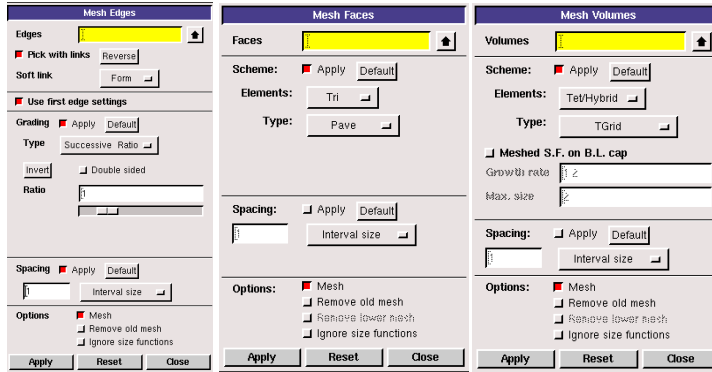 Mesh Edges
Edges
Pick with links Reverse
Soft link Form
Use first edge settings
Grading Apply Default
Type Successive Ratio
Invert Double sided
Ratio 1
Spacing Apply Default
1 Interval size
Options Mesh
Remove old mesh
Ignore size functions
Apply Reset Close
Mesh Faces
Faces
Scheme: Apply Default
Elements: Tri
Type: Pave
Spacing: Apply Default
1 Interval size
Options: Mesh
Remove old mesh
Remove lower mesh
Ignore size functions
Apply Reset Close
Mesh Volumes
Volumes
Scheme: Apply Default
Elements: Tet/Hybrid
Type: TGrid
Meshed S.F. on B.L. cap
Growth rate 1.2
Max. size 2
Spacing: Apply Default
1 Interval size
Options: Mesh
Remove old mesh
Remove lower mesh
Ignore size functions
Apply Reset Close